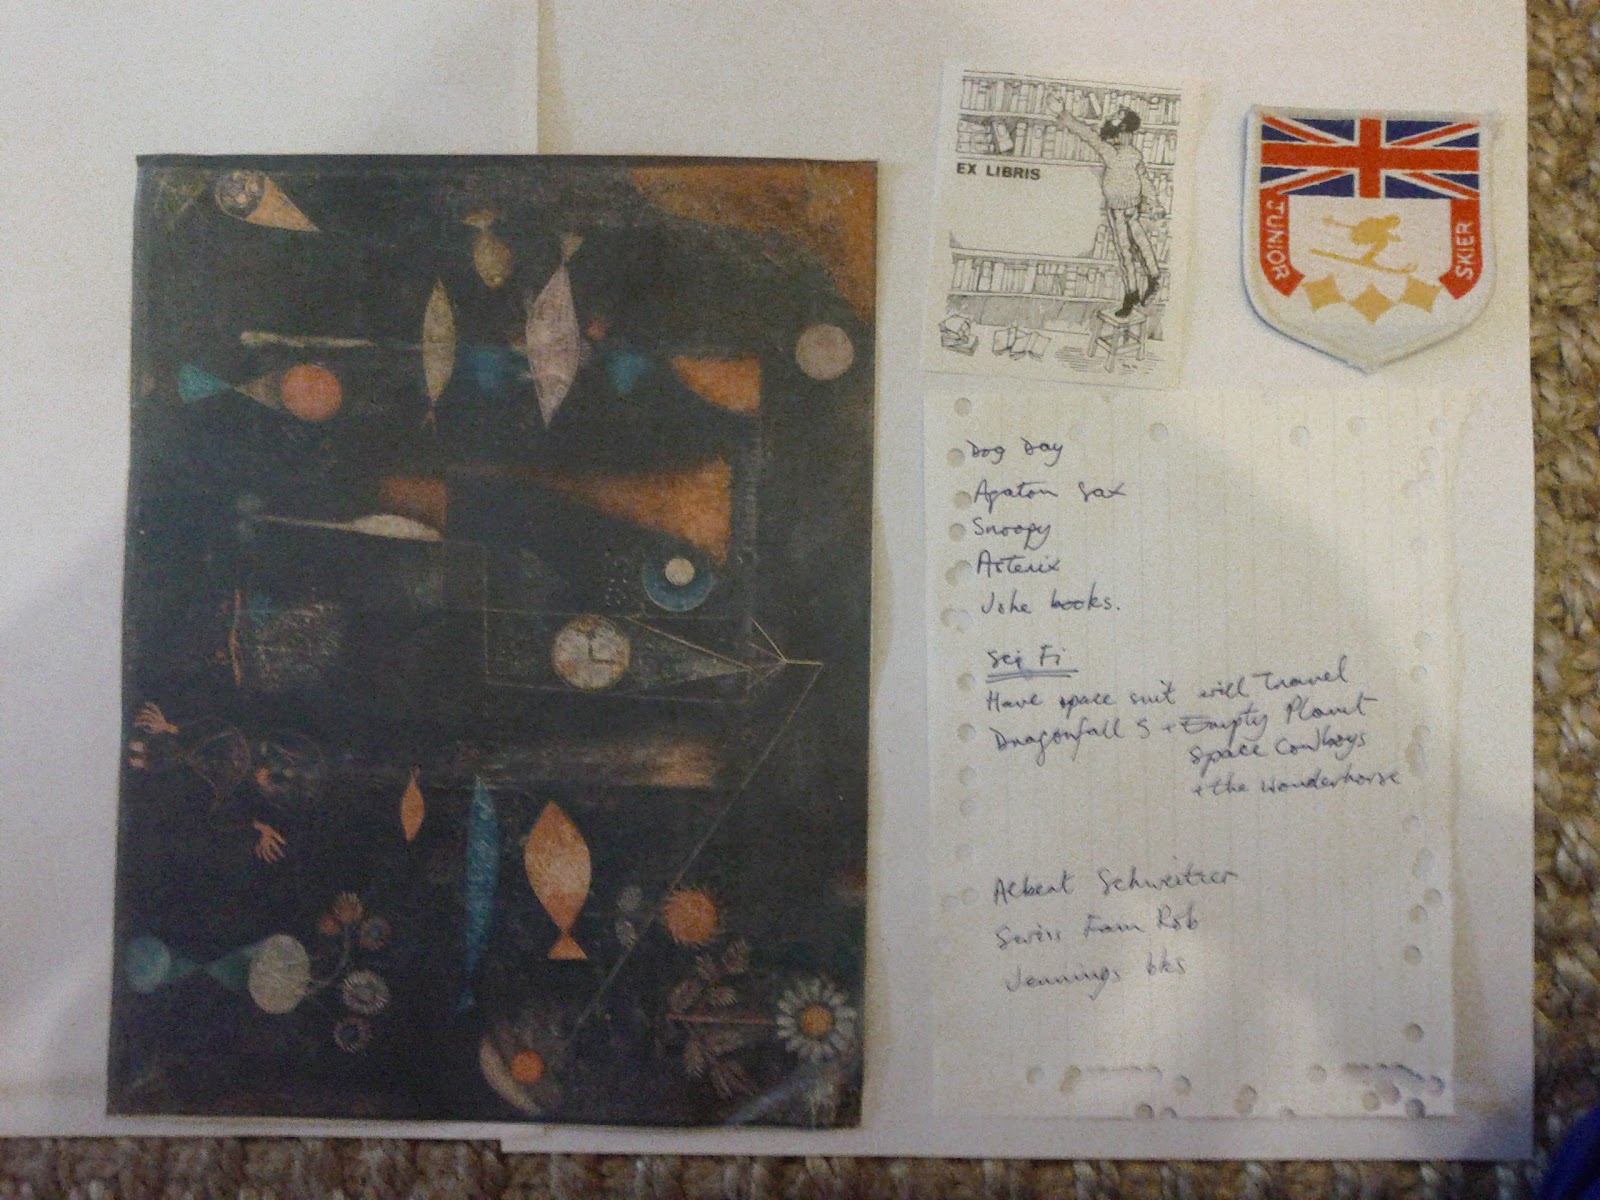 EX LIBRIS
JUNIOR
SKIER
Dog Day
Agaton Sax
Snoopy
Asterix
Joke books.
Sci Fi
Have space suit will Travel
Dragonfall 5 + Empty Planet
Space Cowboys
+ the Wonderhorse
Albert Schweitzer
Swiss Fam Rob
Jennings bks